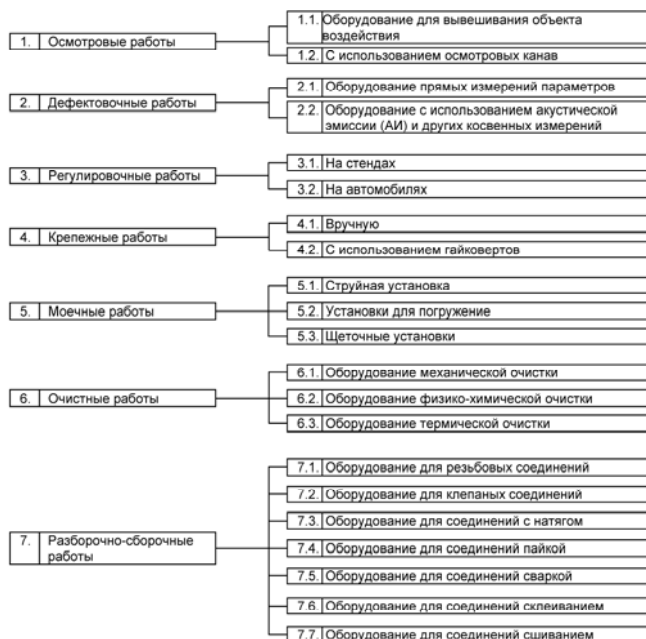 1. Осмотровые работы
1.1. Оборудование для вывешивания объекта
воздействия
1.2. С использованием осмотровых канав
2. Дефектовочные работы
2.1. Оборудование прямых измерений параметров
2.2. Оборудование с использованием акустической
эмиссии (АИ) и других косвенных измерений
3. Регулировочные работы
3.1. На стендах
3.2. На автомобилях
4. Крепежные работы
4.1. Вручную
4.2. С использованием гайковертов
5. Моечные работы
5.1. Струйная установка
5.2. Установки для погружение
5.3. Щеточные установки
6. Очистные работы
6.1. Оборудование механической очистки
6.2. Оборудование физико-химической очистки
6.3. Оборудование термической очистки
7. Разборочно-сборочные
работы
7.1. Оборудование для резьбовых соединений
7.2. Оборудование для клепаных соединений
7.3. Оборудование для соединений с натягом
7.4. Оборудование для соединений пайкой
7.5. Оборудование для соединений сваркой
7.6. Оборудование для соединений склеиванием
7.7. Оборудование для соединений сшиванием